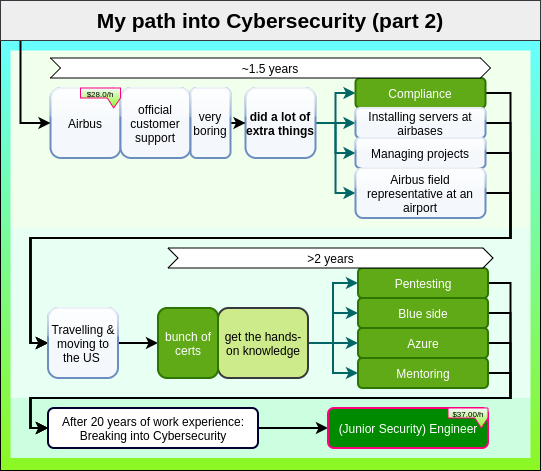 My path into Cybersecurity (part 2)
~1.5 years
$28.0/h
Airbus
official
customer
support
very
boring
did a lot of
extra things
Compliance
Installing servers at
airbases
Managing projects
Airbus field
representative at an
airport
>2 years
Travelling &
moving to
the US
bunch of
certs
get the hands-
on knowledge
Pentesting
Blue side
Azure
Mentoring
After 20 years of work experience:
Breaking into Cybersecurity
$37.00/h
(Junior Security) Engineer